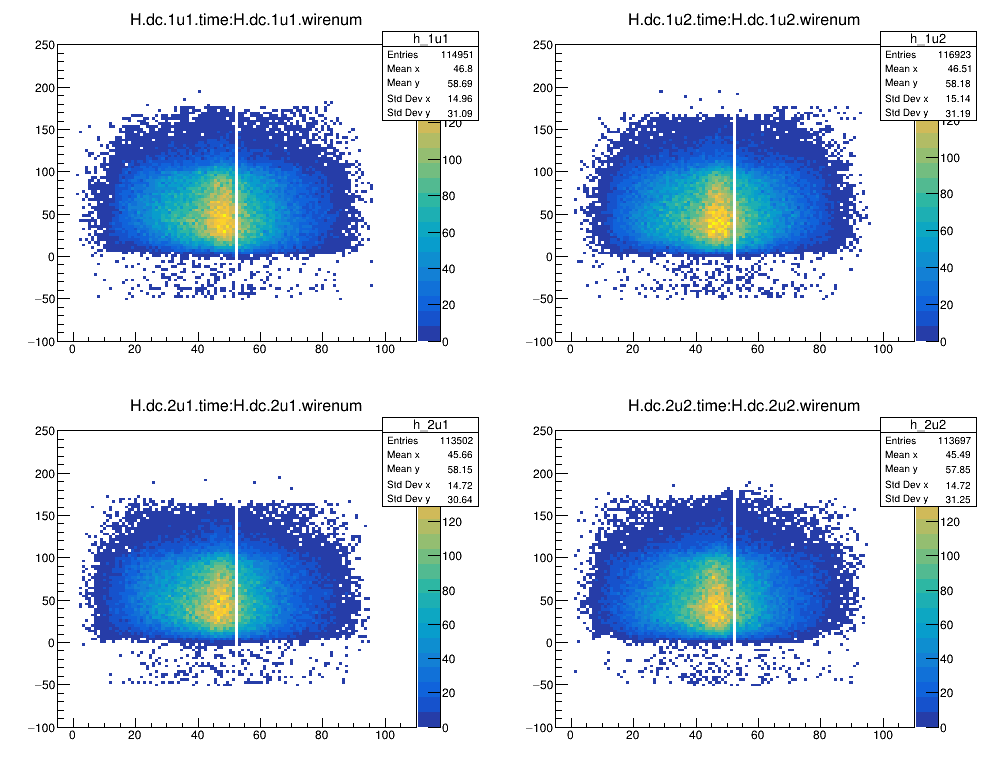 H.dc.1u1.time:H.dc.1u1.wirenum
h_1u1
Entries 114951
Mean x 46.8
Mean y 58.69
Std Dev x 14.96
Std Dev y 31.09
250
200
150
100
50
0
−50
−100
0 20 40 60 80 100
120
100
80
60
40
20
0
H.dc.1u2.time:H.dc.1u2.wirenum
h_1u2
Entries 116923
Mean x 46.51
Mean y 58.18
Std Dev x 15.14
Std Dev y 31.19
250
200
150
100
50
0
−50
−100
0 20 40 60 80 100
120
100
80
60
40
20
0
H.dc.2u1.time:H.dc.2u1.wirenum
h_2u1
Entries 113502
Mean x 45.66
Mean y 58.15
Std Dev x 14.72
Std Dev y 30.64
250
200
150
100
50
0
−50
−100
0 20 40 60 80 100
120
100
80
60
40
20
0
H.dc.2u2.time:H.dc.2u2.wirenum
h_2u2
Entries 113697
Mean x 45.49
Mean y 57.85
Std Dev x 14.72
Std Dev y 31.25
250
200
150
100
50
0
−50
−100
0 20 40 60 80 100
120
100
80
60
40
20
0